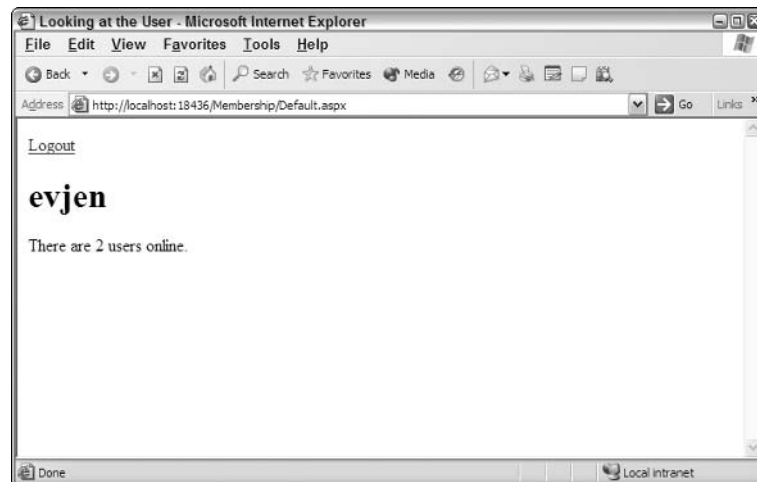 Looking at the User - Microsoft Internet Explorer
File Edit View Favorites Tools Help
Back Search Favorites Media
Address http://localhost:18436/Membership/Default.aspx Go Links »
Logout
evjen
There are 2 users online.
Done Local intranet